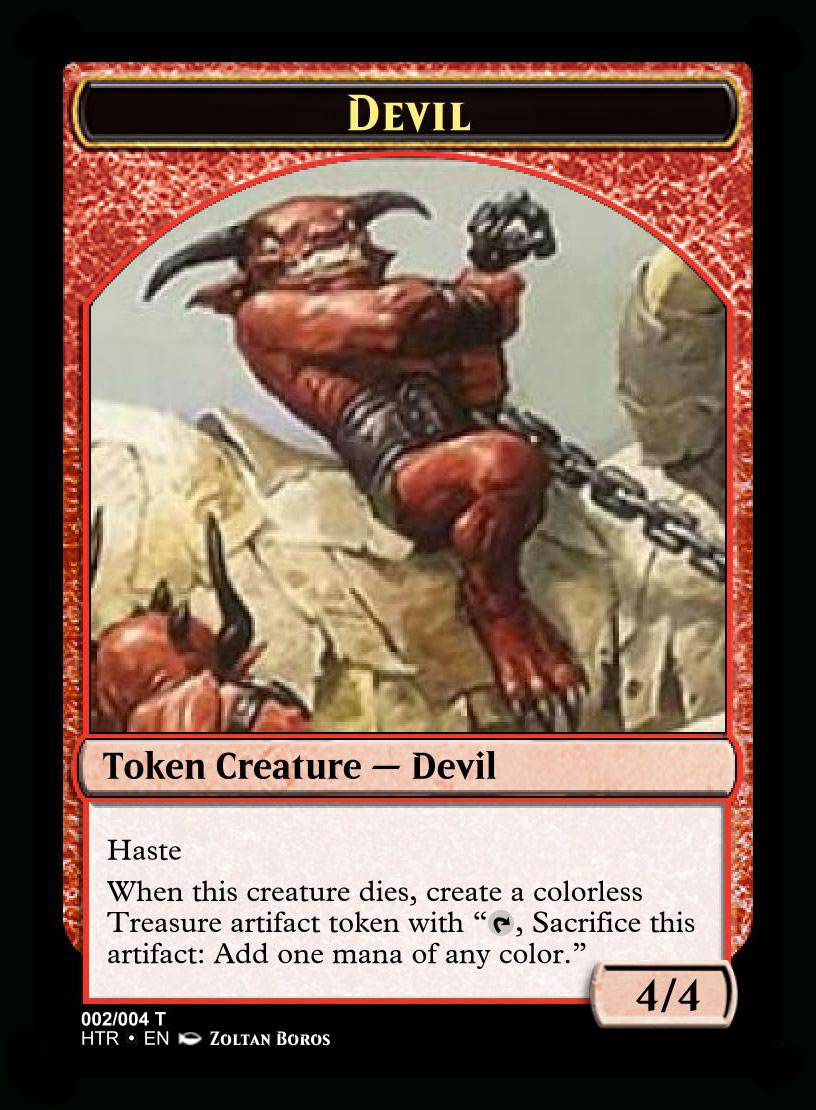 Devil
Token Creature — Devil
Haste
When this creature dies, create a colorless
Treasure artifact token with “, Sacrifice this
artifact: Add one mana of any color.”
4/4
002/004 T
HTR • EN Zoltan Boros